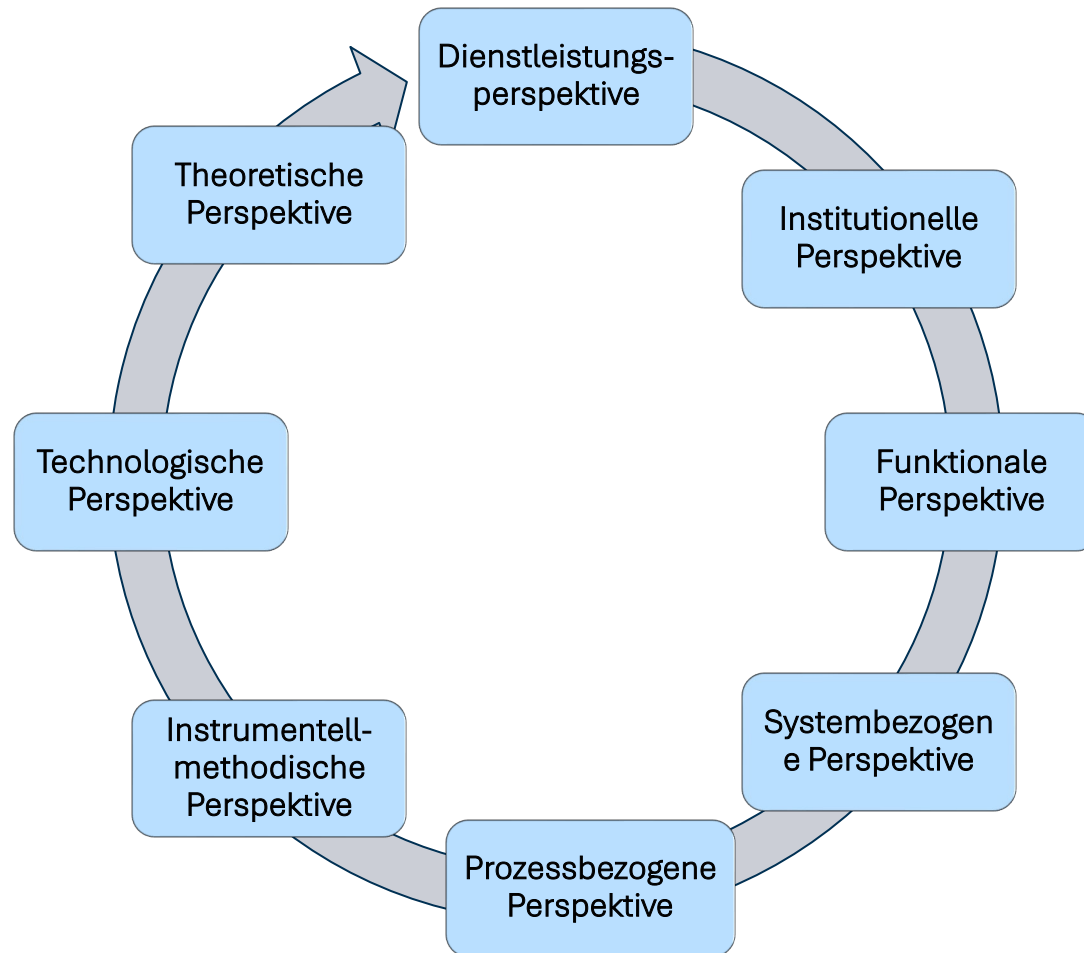 Dienstleistungs-
perspektive
Institutionelle
Perspektive
Funktionale
Perspektive
Systembezogen
e Perspektive
Prozessbezogene
Perspektive
Instrumentell-
methodische
Perspektive
Technologische
Perspektive
Theoretische
Perspektive